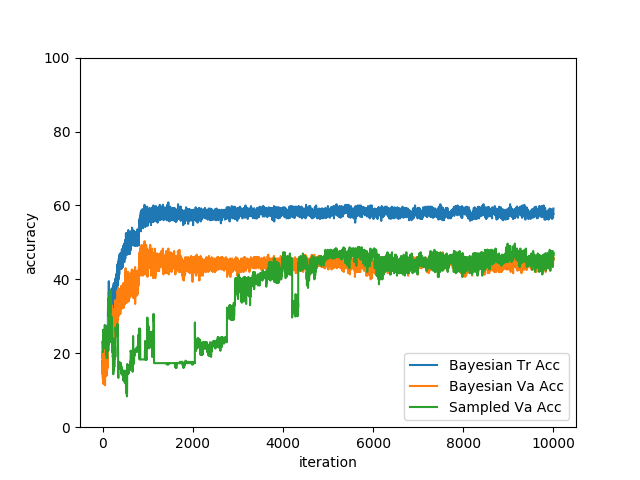 100
80
60
40
20
0
accuracy
0 2000 4000 6000 8000 10000
iteration
Bayesian Tr Acc
Bayesian Va Acc
Sampled Va Acc